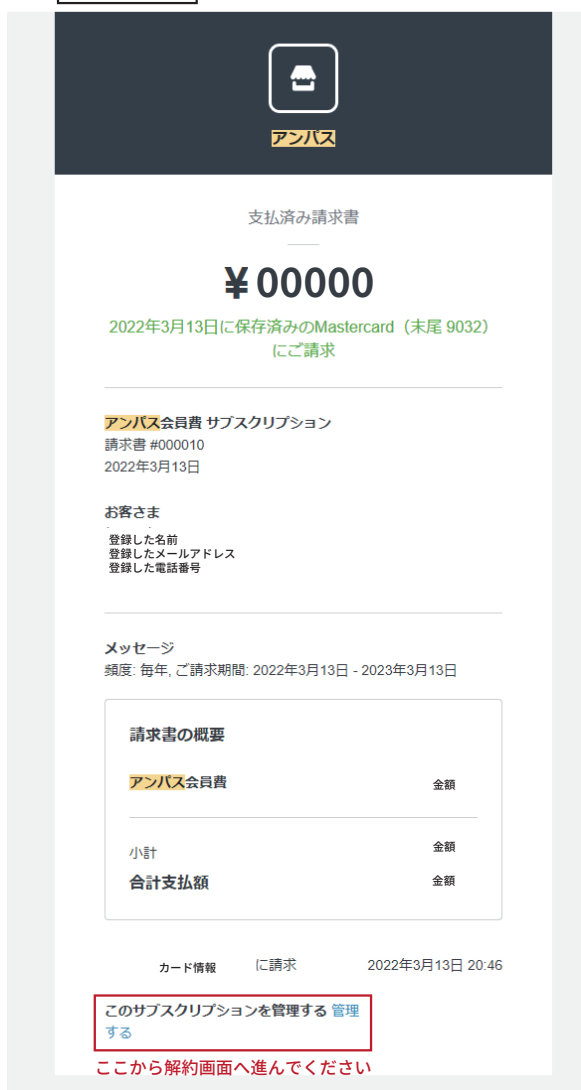 アンパス
支払済み請求書
¥00000
2022年3月13日に保存済みのMastercard（末尾 9032）
にご請求
アンパス会員費 サブスクリプション
請求書 #000010
2022年3月13日
お客さま
登録した名前
登録したメールアドレス
登録した電話番号
メッセージ
頻度: 毎年, ご請求期間: 2022年3月13日 - 2023年3月13日
請求書の概要
アンパス会員費 金額
小計 金額
合計支払額 金額
カード情報 に請求 2022年3月13日 20:46
このサブスクリプションを管理する 管理
する
ここから解約画面へ進んでください